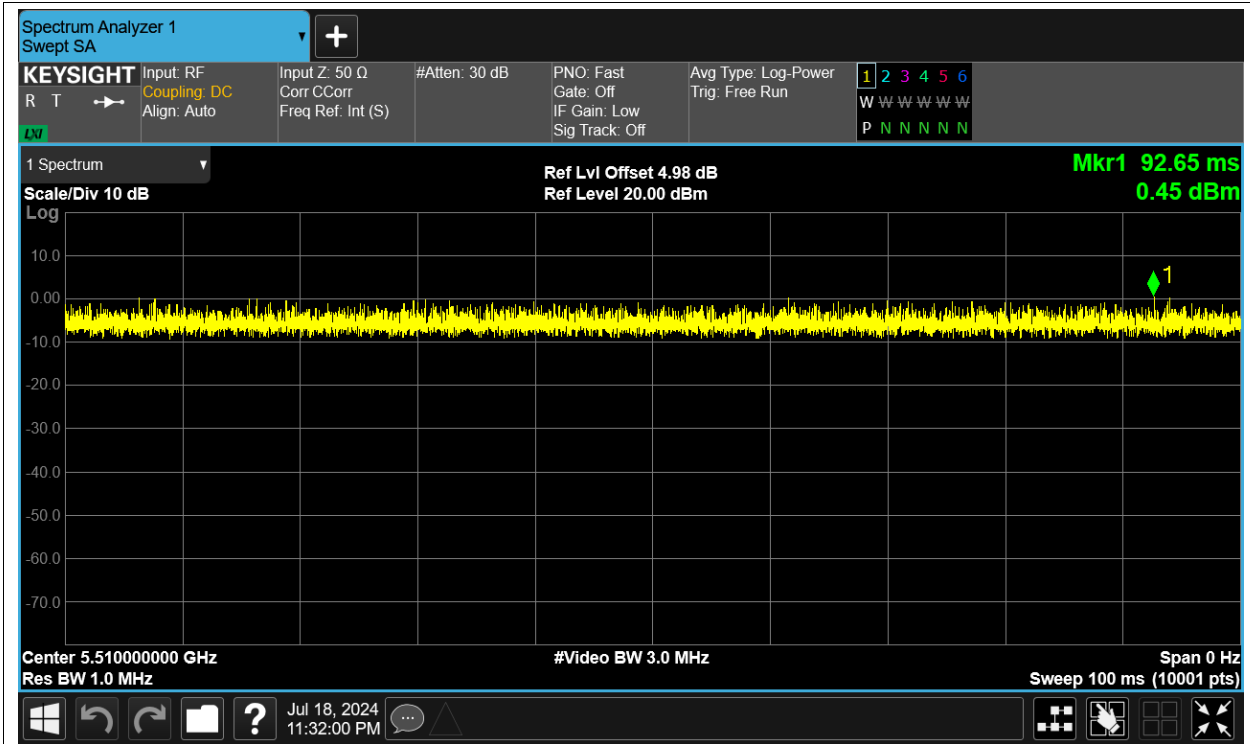 Spectrum Analyzer 1
Swept SA
KEYSIGHT Input: RF Input Z: 50 Ω #Atten: 30 dB PNO: Fast Avg Type: Log-Power 1 2 3 4 5 6
R T Coupling: DC Corr CCorr Gate: Off Trig: Free Run W W W W W W
Align: Auto Freq Ref: Int (S) IF Gain: Low P N N N N N
LXI Sig Track: Off
1 Spectrum
Ref Lvl Offset 4.98 dB Mkr1 92.65 ms
Scale/Div 10 dB Ref Level 20.00 dBm 0.45 dBm
Log
10.0
1
0.00
-10.0
-20.0
-30.0
-40.0
-50.0
-60.0
-70.0
Center 5.510000000 GHz #Video BW 3.0 MHz Span 0 Hz
Res BW 1.0 MHz Sweep 100 ms (10001 pts)
? Jul 18, 2024
11:32:00 PM